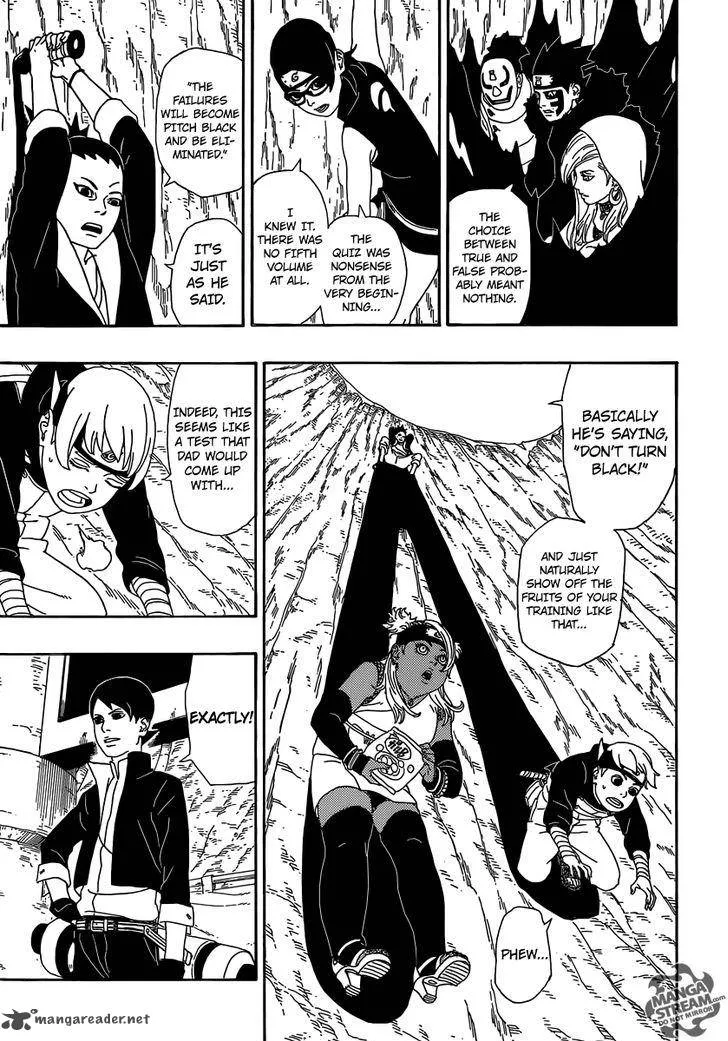 THE
CHOICE
BETWEEN
TRUE AND
FALSE PROB-
ABLY MEANT
NOTHING.
I
KNEW IT.
THERE WAS
NO FIFTH
VOLUME
AT ALL.
THE
QUIZ WAS
NONSENSE
FROM THE
VERY BEGIN-
NING...
"THE
FAILURES
WILL BECOME
PITCH BLACK
AND BE ELI-
MINATED."
IT'S
JUST
AS HE
SAID.
BASICALLY
HE'S SAYING,
"DON'T TURN
BLACK!"
AND JUST
NATURALLY
SHOW OFF THE
FRUITS OF YOUR
TRAINING LIKE
THAT...
PHEW...
INDEED, THIS
SEEMS LIKE
A TEST THAT
DAD WOULD
COME UP
WITH...
EXACTLY!
mangareader.net
MANGA
STREAM.COM
DO NOT MIRROR